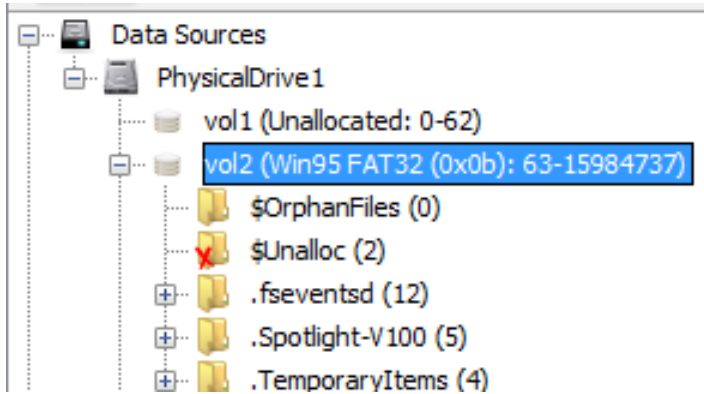 Data Sources
PhysicalDrive1
vol1 (Unallocated: 0-62)
vol2 (Win95 FAT32 (0x0b): 63-15984737)
$OrphanFiles (0)
$Unalloc (2)
.fseventsd (12)
.Spotlight-V100 (5)
.TemporaryItems (4)